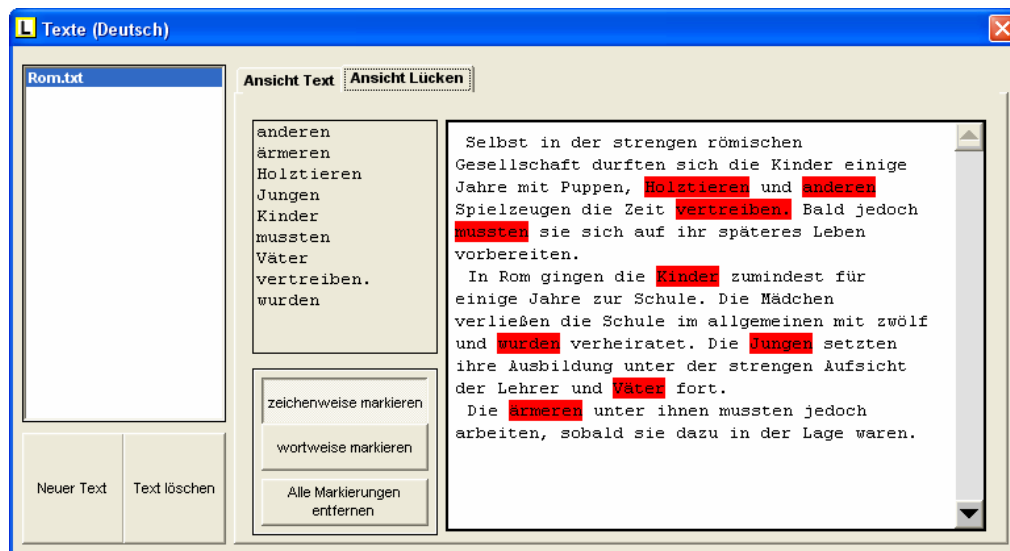 L Texte (Deutsch)
Rom.txt
Ansicht Text Ansicht Lücken
anderen
ärmeren
Holztieren
Jungen
Kinder
mussten
Väter
vertreiben.
wurden
Selbst in der strengen römischen
Gesellschaft durften sich die Kinder einige
Jahre mit Puppen, Holztieren und anderen
Spielzeugen die Zeit vertreiben. Bald jedoch
mussten sie sich auf ihr späteres Leben
vorbereiten.
In Rom gingen die Kinder zumindest für
einige Jahre zur Schule. Die Mädchen
verließen die Schule im allgemeinen mit zwölf
und wurden verheiratet. Die Jungen setzten
ihre Ausbildung unter der strengen Aufsicht
der Lehrer und Väter fort.
Die ärmeren unter ihnen mussten jedoch
arbeiten, sobald sie dazu in der Lage waren.
zeichenweise markieren
wortweise markieren
Alle Markierungen
entfernen
Neuer Text
Text löschen